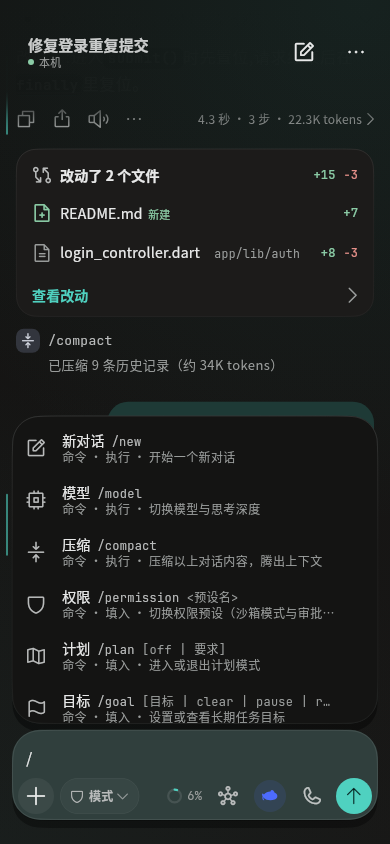 修复登录重复提交
本机
4.3 秒 · 3 步 · 22.3K tokens
改动了 2 个文件 +15 -3
README.md 新建 +7
login_controller.dart app/lib/auth +8 -3
查看改动
/compact
已压缩 9 条历史记录（约 34K tokens）
新对话 /new
命令 · 执行 · 开始一个新对话
模型 /model
命令 · 执行 · 切换模型与思考深度
压缩 /compact
命令 · 执行 · 压缩以上对话内容，腾出上下文
权限 /permission <预设名>
命令 · 填入 · 切换权限预设（沙箱模式与审批…
计划 /plan [off | 要求]
命令 · 填入 · 进入或退出计划模式
目标 /goal [目标 | clear | pause | r…
命令 · 填入 · 设置或查看长期任务目标
/
模式 6%